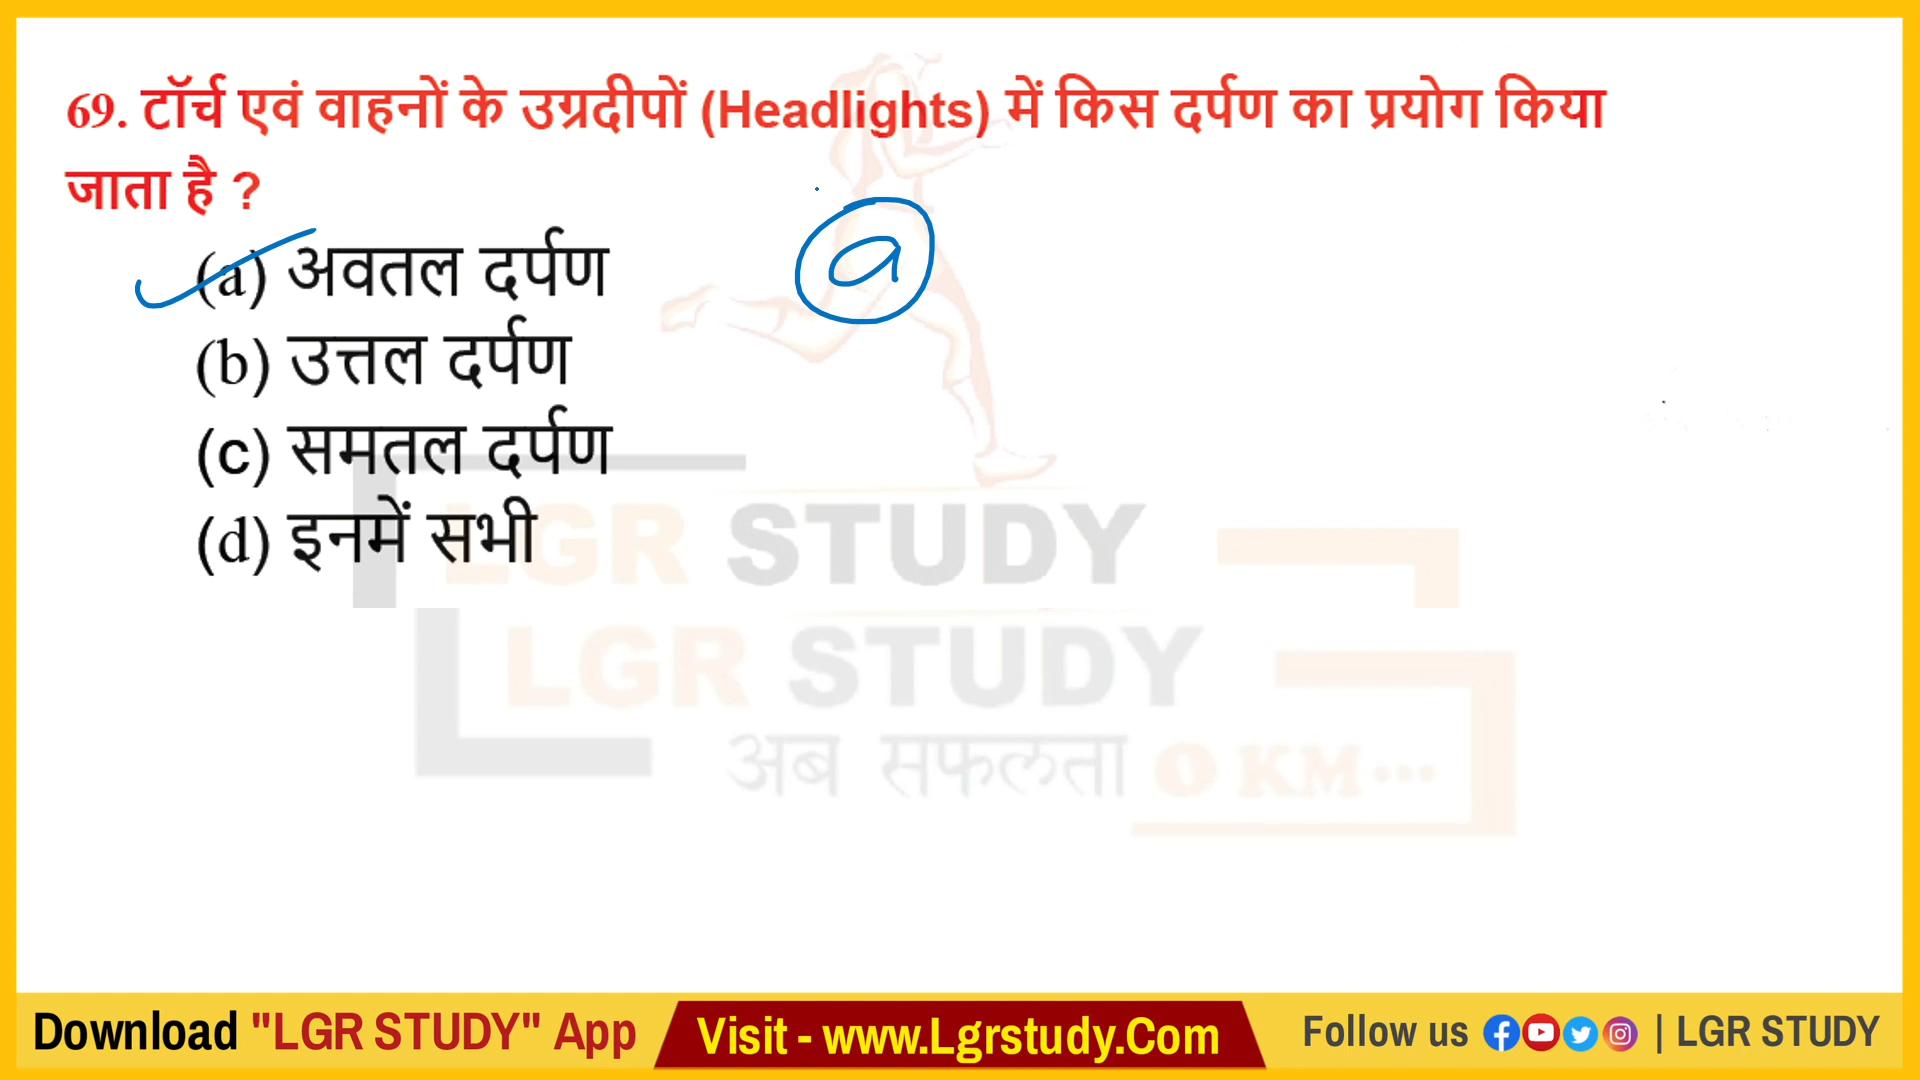 69. टॉर्च एवं वाहनों के उग्रदीपों (Headlights) में किस दर्पण का प्रयोग किया
जाता है ?
(a) अवतल दर्पण
a
(b) उत्तल दर्पण
(c) समतल दर्पण
(d) इनमें सभी
LGR STUDY
LGR STUDY
अब सफलता 0 KM...
Download "LGR STUDY" App
Visit - www.Lgrstudy.Com
Follow us | LGR STUDY